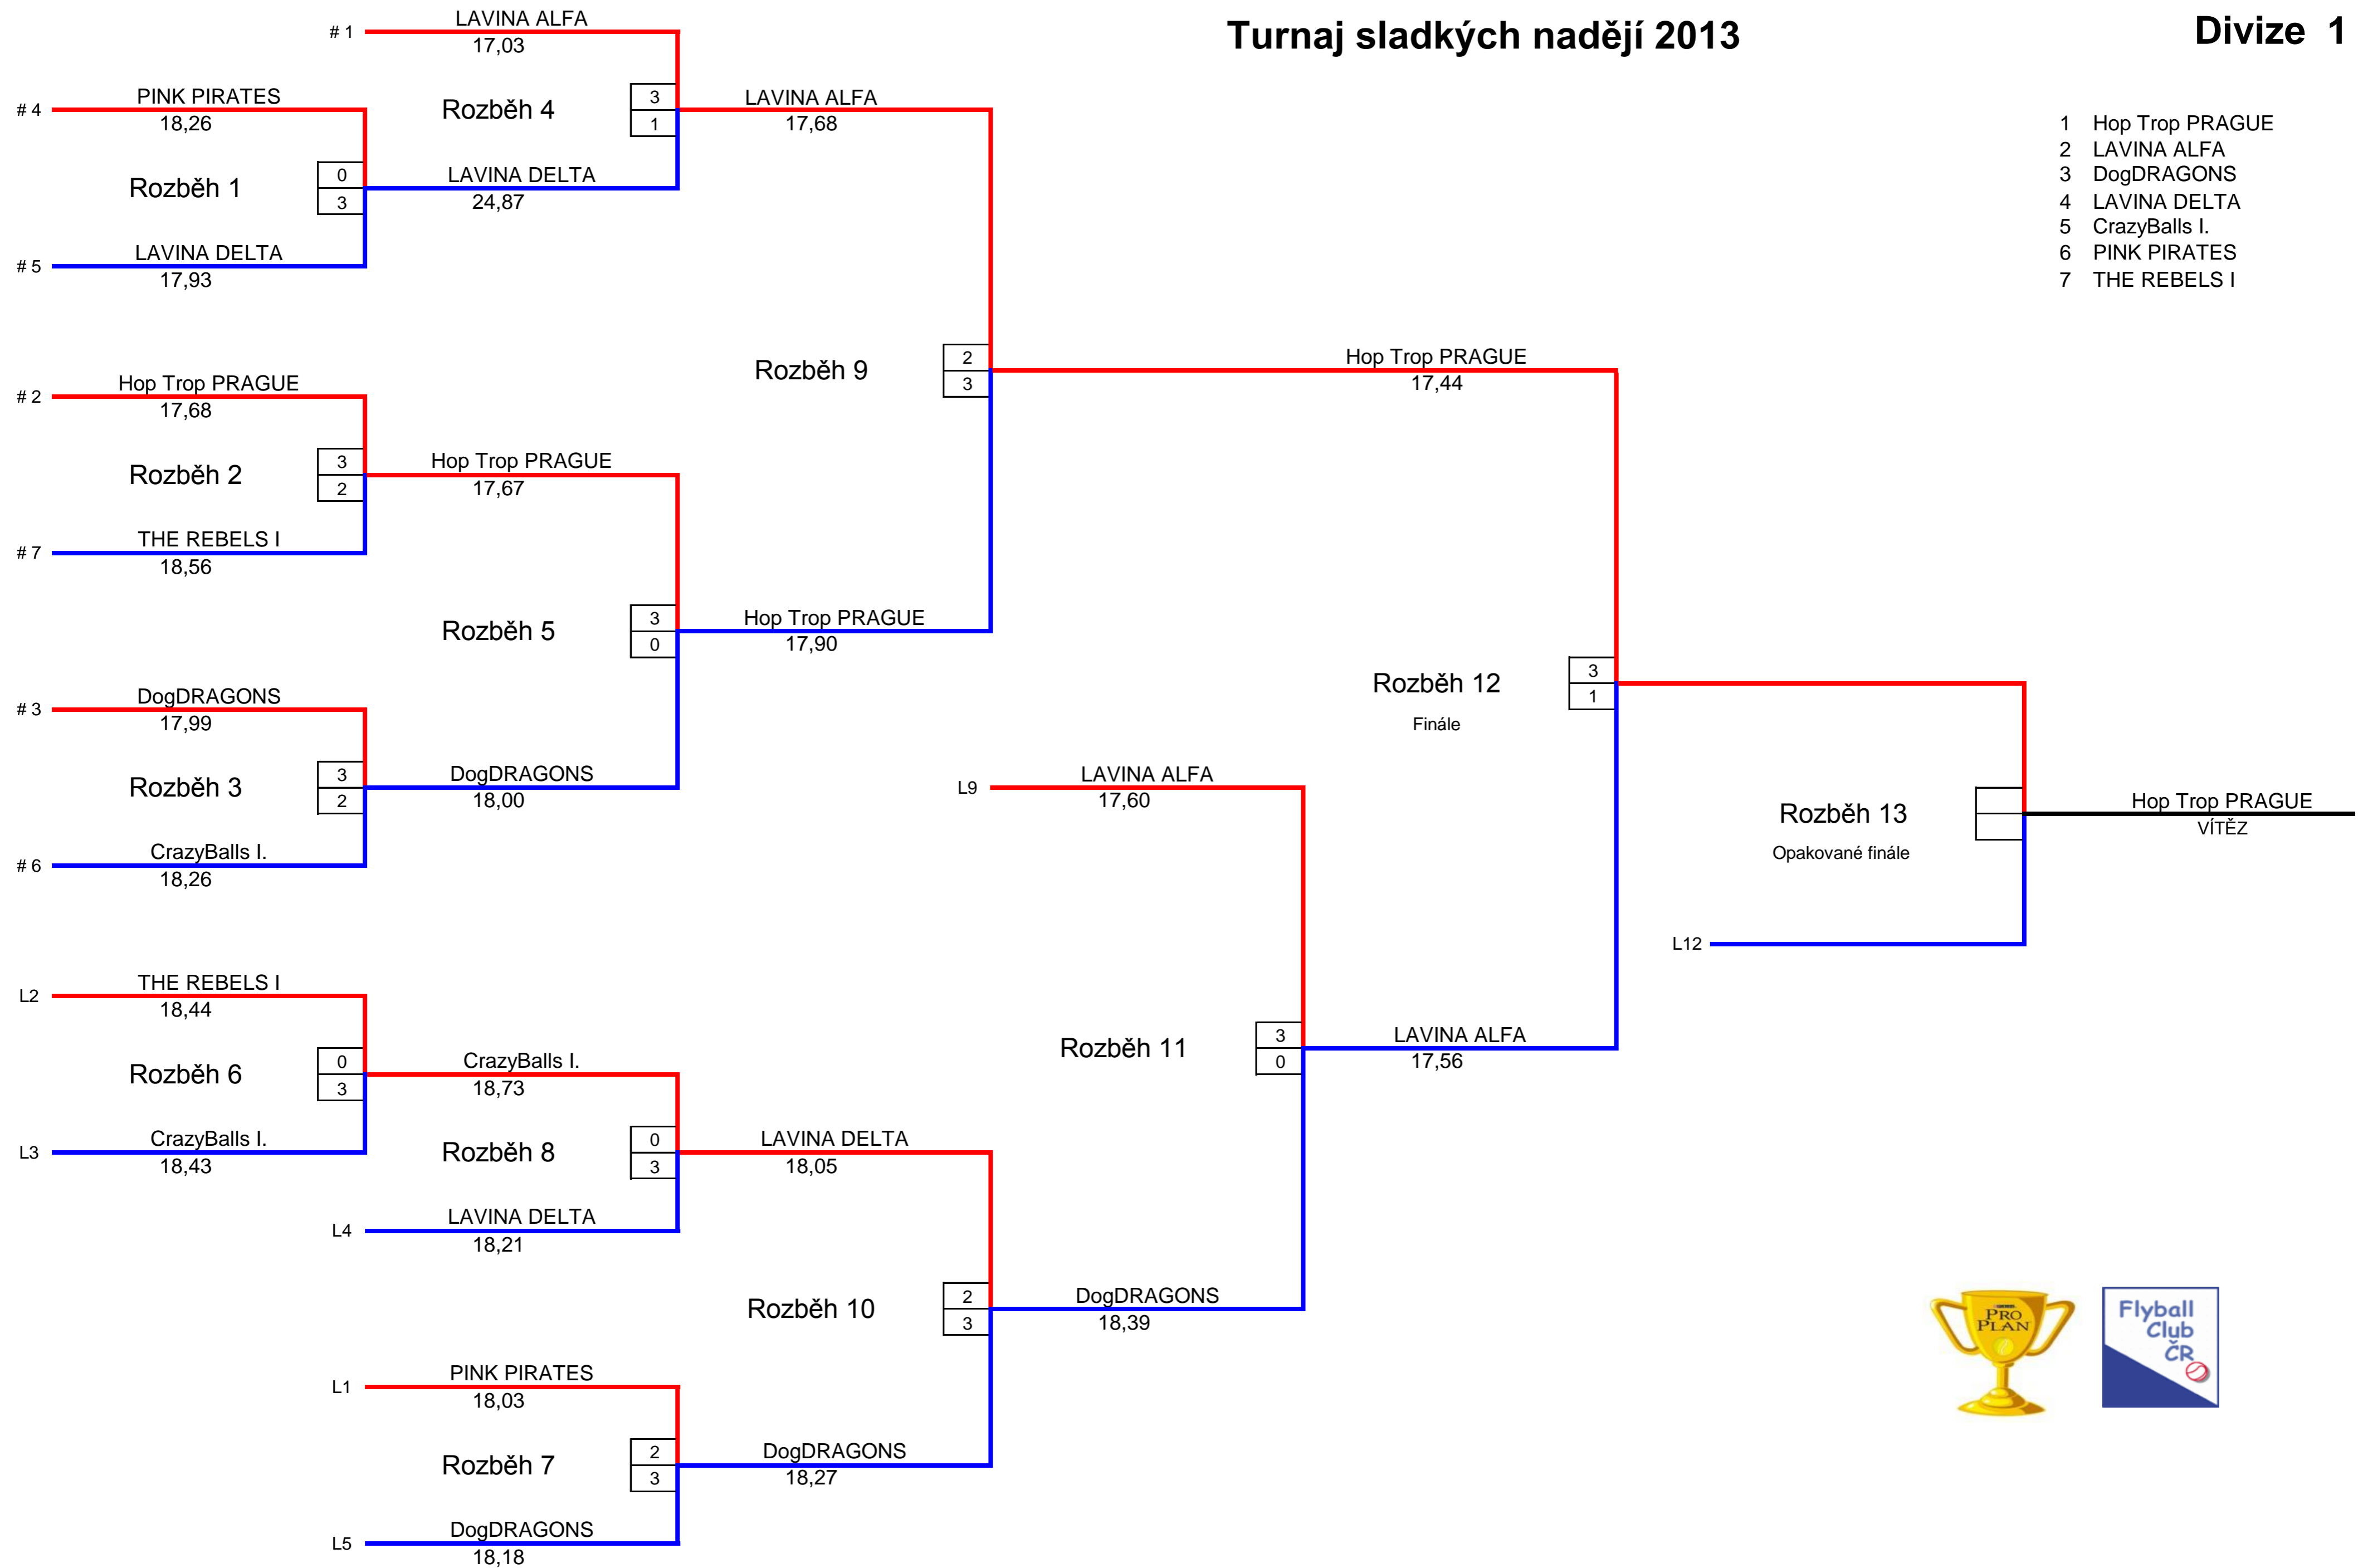 Turnaj sladkých nadějí 2013
Divize 1
1 Hop Trop PRAGUE
2 LAVINA ALFA
3 DogDRAGONS
4 LAVINA DELTA
5 CrazyBalls I.
6 PINK PIRATES
7 THE REBELS I
# 1
LAVINA ALFA
17,03
# 4
PINK PIRATES
18,26
Rozběh 4
3
1
LAVINA ALFA
17,68
Rozběh 1
0
3
LAVINA DELTA
24,87
# 5
LAVINA DELTA
17,93
Rozběh 9
2
3
Hop Trop PRAGUE
17,44
# 2
Hop Trop PRAGUE
17,68
Rozběh 2
3
2
Hop Trop PRAGUE
17,67
# 7
THE REBELS I
18,56
Rozběh 5
3
0
Hop Trop PRAGUE
17,90
Rozběh 12
Finále
3
1
# 3
DogDRAGONS
17,99
Rozběh 3
3
2
DogDRAGONS
18,00
L9
LAVINA ALFA
17,60
Rozběh 13
Opakované finále
Hop Trop PRAGUE
VÍTĚZ
# 6
CrazyBalls I.
18,26
L12
L2
THE REBELS I
18,44
Rozběh 6
0
3
CrazyBalls I.
18,73
Rozběh 11
3
0
LAVINA ALFA
17,56
L3
CrazyBalls I.
18,43
Rozběh 8
0
3
LAVINA DELTA
18,05
L4
LAVINA DELTA
18,21
Rozběh 10
2
3
DogDRAGONS
18,39
L1
PINK PIRATES
18,03
Rozběh 7
2
3
DogDRAGONS
18,27
L5
DogDRAGONS
18,18
PRO
PLAN
Flyball
Club
ČR